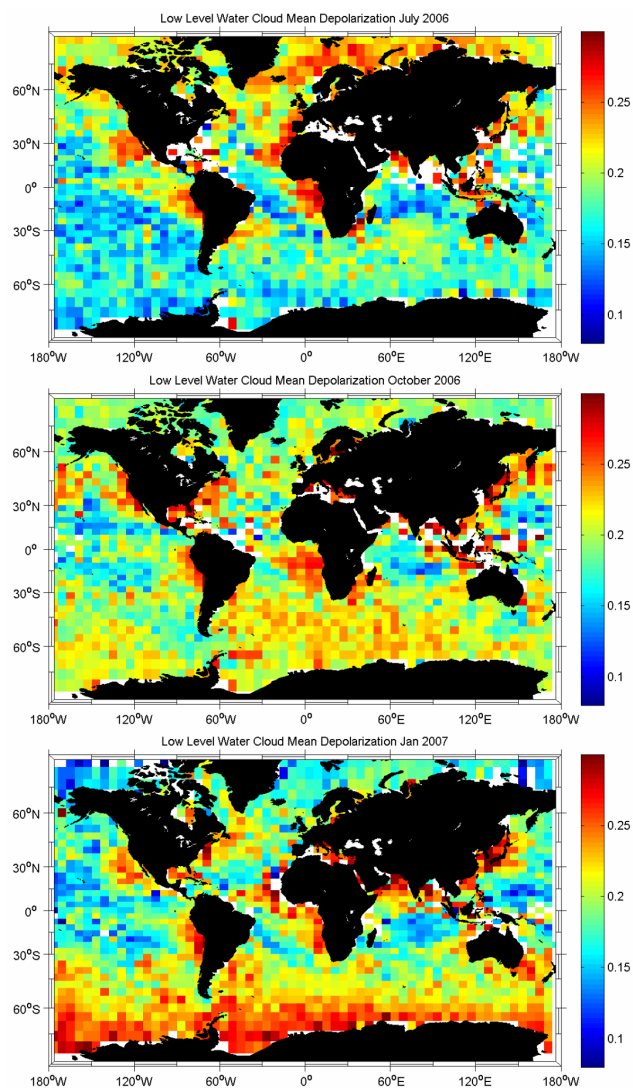 Low Level Water Cloud Mean Depolarization July 2006
60°N
30°N
0°
30°S
60°S
180°W 120°W 60°W 0° 60°E 120°E 180°W
0.25
0.2
0.15
0.1
Low Level Water Cloud Mean Depolarization October 2006
60°N
30°N
0°
30°S
60°S
180°W 120°W 60°W 0° 60°E 120°E 180°W
0.25
0.2
0.15
0.1
Low Level Water Cloud Mean Depolarization Jan 2007
60°N
30°N
0°
30°S
60°S
180°W 120°W 60°W 0° 60°E 120°E 180°W
0.25
0.2
0.15
0.1